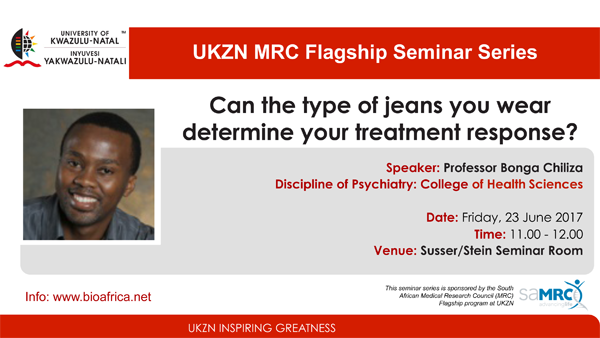 UNIVERSITY OF ™
KWAZULU-NATAL
INYUVESI
YAKWAZULU-NATALI
UKZN MRC Flagship Seminar Series
Can the type of jeans you wear
determine your treatment response?
Speaker: Professor Bonga Chiliza
Discipline of Psychiatry: College of Health Sciences
Date: Friday, 23 June 2017
Time: 11.00 - 12.00
Venue: Susser/Stein Seminar Room
Info: www.bioafrica.net
This seminar series is sponsored by the South
African Medical Research Council (MRC)
Flagship program at UKZN
saMRC
UKZN INSPIRING GREATNESS